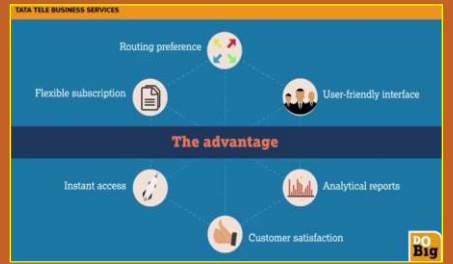 TATA TELE BUSINESS SERVICES
Routing preference
Flexible subscription
User-friendly interface
The advantage
Instant access
Analytical reports
Customer satisfaction
DO
Big